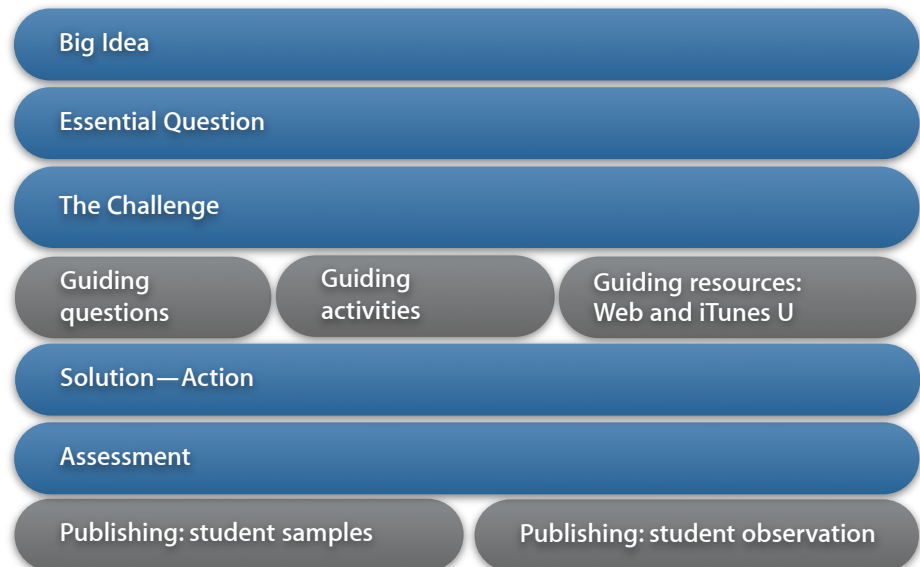 Big Idea
Essential Question
The Challenge
Guiding
questions
Guiding
activities
Guiding resources:
Web and iTunes U
Solution—Action
Assessment
Publishing: student samples
Publishing: student observation